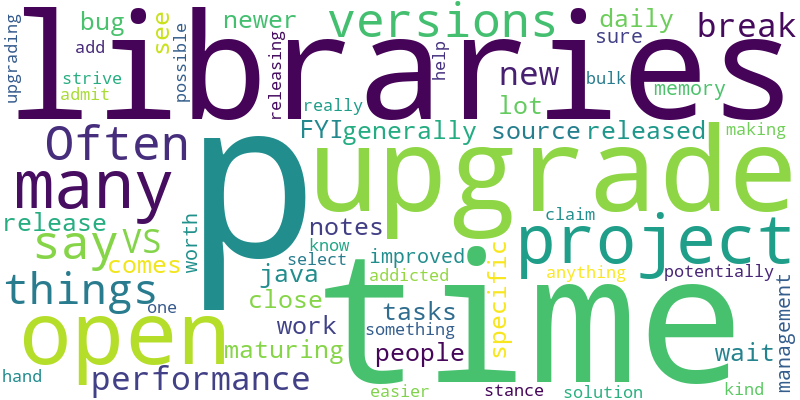 bug
newer
versions
daily
break
see
sure
add
possible
releasing
help
upgrading
libraries
strive
admit
new
bulk
memory
lot
really
Often
FYI
generally
source
released
making
p
upgrade
many
release
say
VS
worth
notes
claim
project
comes
know
select
improved
specific
things
java
addicted
anything
potentially
one
close
time
open
work
tasks
something
maturing
people
wait
management
hand
performance
easier
stance
solution
kind